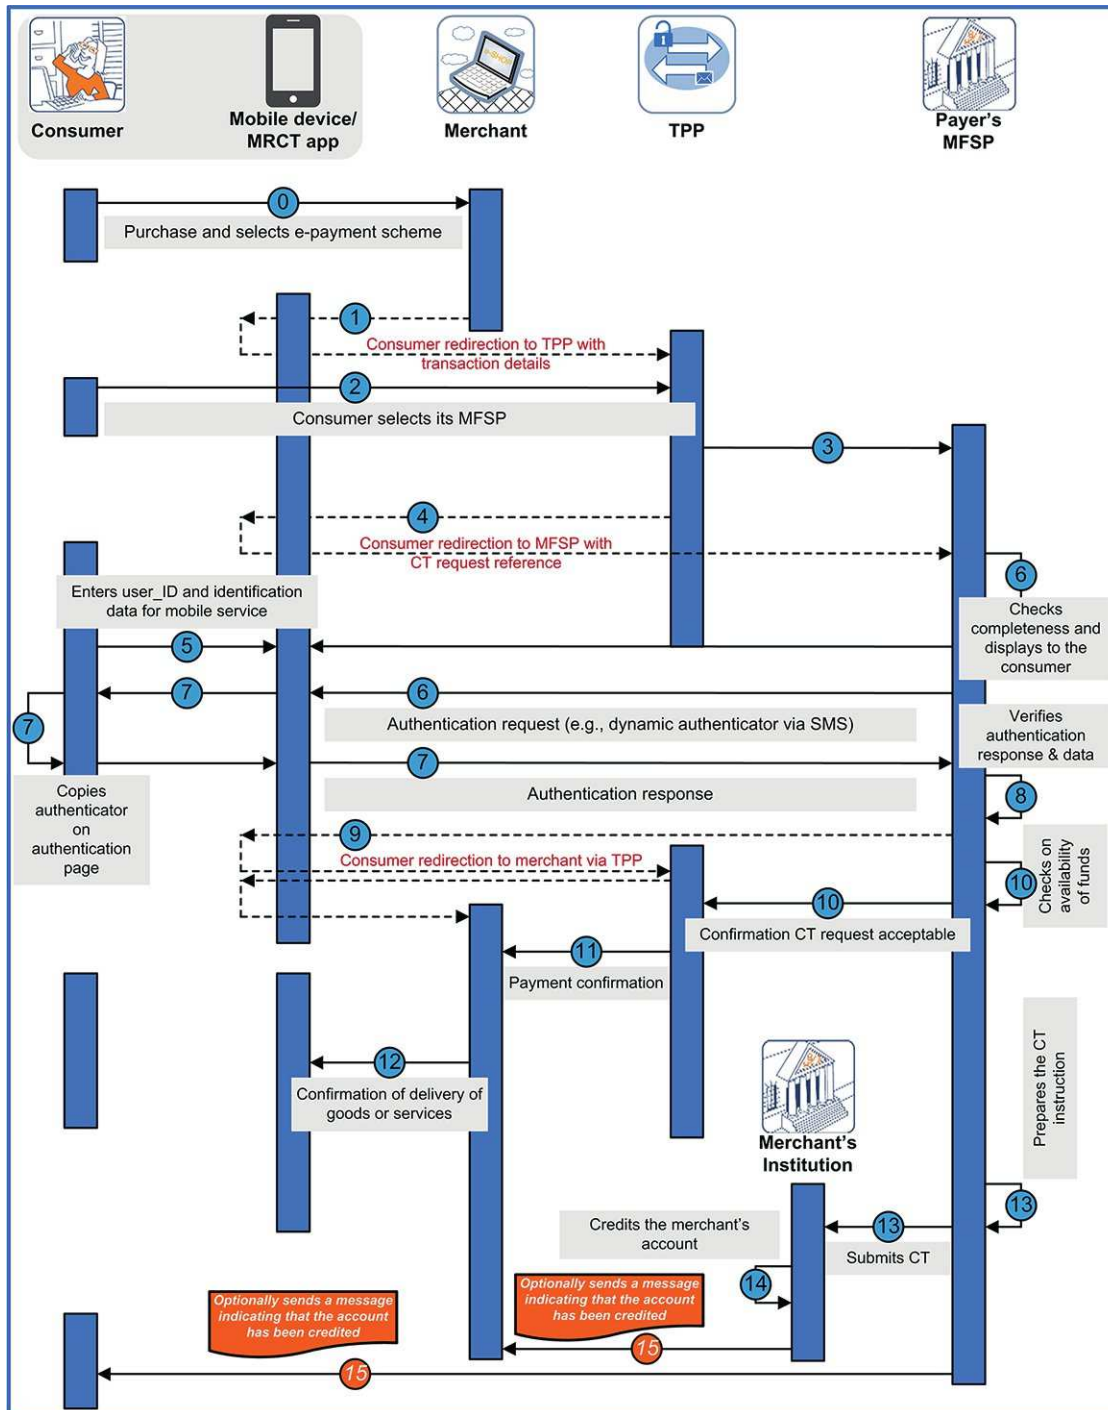 e-SHOP
Consumer
Mobile device/
MRCT app
Merchant
TPP
Payer's
MFSP
0
Purchase and selects e-payment scheme
1
Consumer redirection to TPP with
transaction details
2
Consumer selects its MFSP
3
4
Consumer redirection to MFSP with
CT request reference
6
Enters user_ID and identification
data for mobile service
Checks
completeness and
displays to the
consumer
5
7
6
7
Authentication request (e.g., dynamic authenticator via SMS)
Verifies
authentication
response & data
7
Authentication response
Copies
authenticator
on
authentication
page
8
9
Consumer redirection to merchant via TPP
10
Checks on
availability
of funds
10
Confirmation CT request acceptable
11
Payment confirmation
12
Confirmation of delivery of
goods or services
Prepares the CT
instruction
Merchant's
Institution
13
13
Submits CT
Credits the merchant's
account
14
Optionally sends a message
indicating that the account
has been credited
Optionally sends a message
indicating that the account
has been credited
15
15